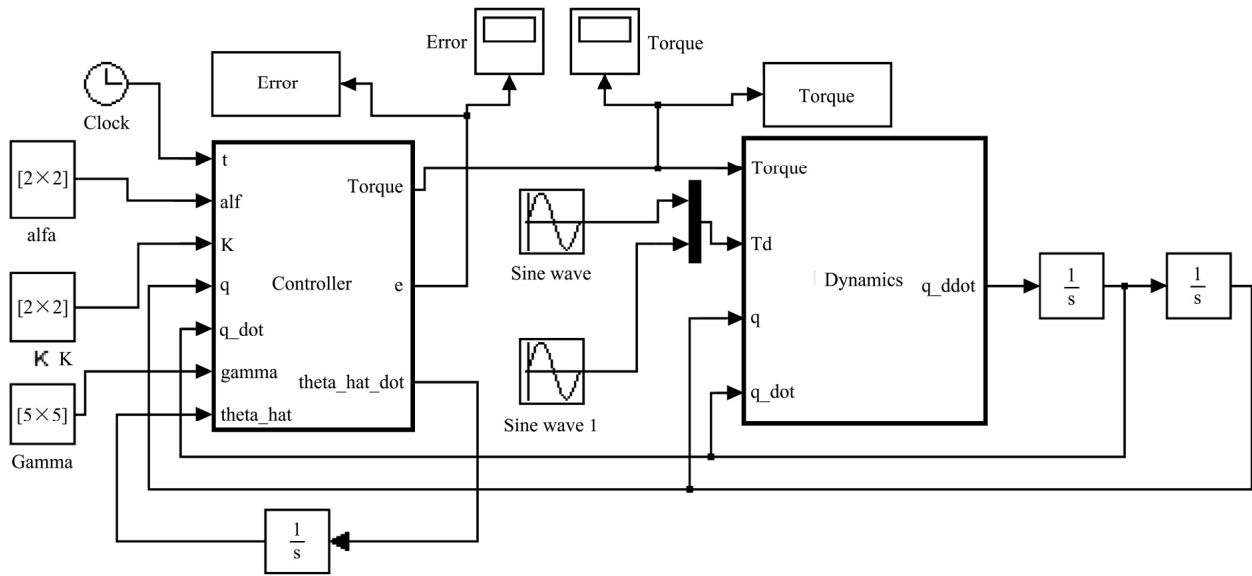 Error
Torque
Error
Torque
Clock
[2×2]
alfa
[2×2]
K K
[5×5]
Gamma
t
alf
K
q
q_dot
gamma
theta_hat
Controller
Torque
e
theta_hat_dot
Sine wave
Sine wave 1
Torque
Td
q
q_dot
Dynamics
q_ddot
1
s
1
s
1
s